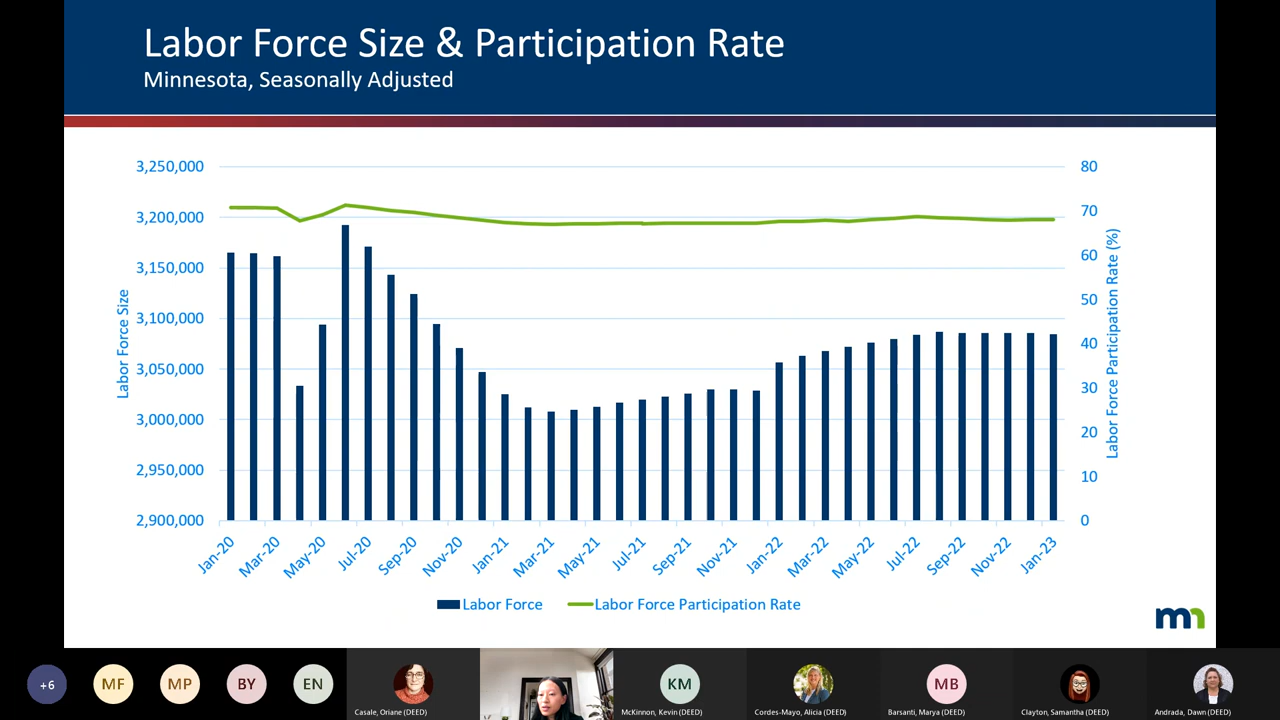 Labor Force Size & Participation Rate
Minnesota, Seasonally Adjusted
3,250,000
3,200,000
3,150,000
3,100,000
3,050,000
3,000,000
2,950,000
2,900,000
Labor Force Size
80
70
60
50
40
30
20
10
0
Labor Force Participation Rate (%)
Jan-20
Mar-20
May-20
Jul-20
Sep-20
Nov-20
Jan-21
Mar-21
May-21
Jul-21
Sep-21
Nov-21
Jan-22
Mar-22
May-22
Jul-22
Sep-22
Nov-22
Jan-23
Labor Force
Labor Force Participation Rate
mn
+6
MF
MP
BY
EN
Casale, Oriane (DEED)
KM
McKinnon, Kevin (DEED)
Cordes-Mayo, Alicia (DEED)
MB
Barsanti, Marya (DEED)
Clayton, Samantha (DEED)
Andrada, Dawn (DEED)